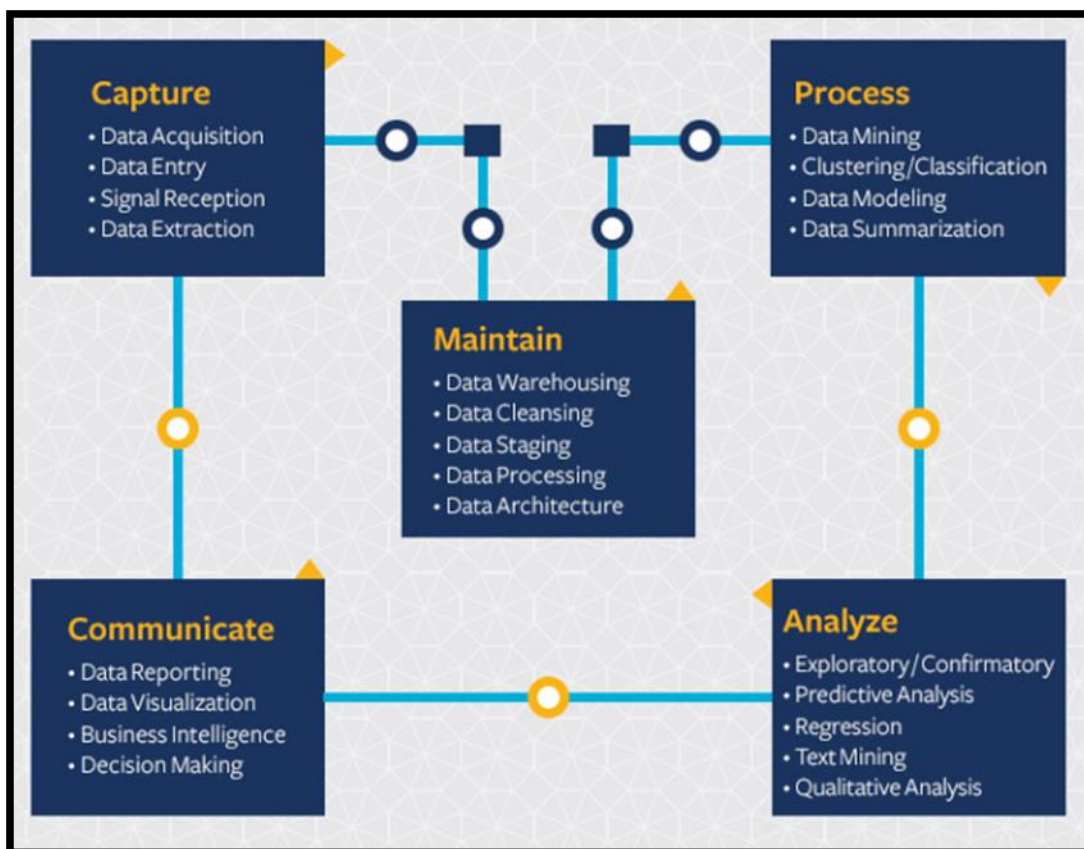 Capture
• Data Acquisition
• Data Entry
• Signal Reception
• Data Extraction
Process
• Data Mining
• Clustering/Classification
• Data Modeling
• Data Summarization
Maintain
• Data Warehousing
• Data Cleansing
• Data Staging
• Data Processing
• Data Architecture
Communicate
• Data Reporting
• Data Visualization
• Business Intelligence
• Decision Making
Analyze
• Exploratory/Confirmatory
• Predictive Analysis
• Regression
• Text Mining
• Qualitative Analysis